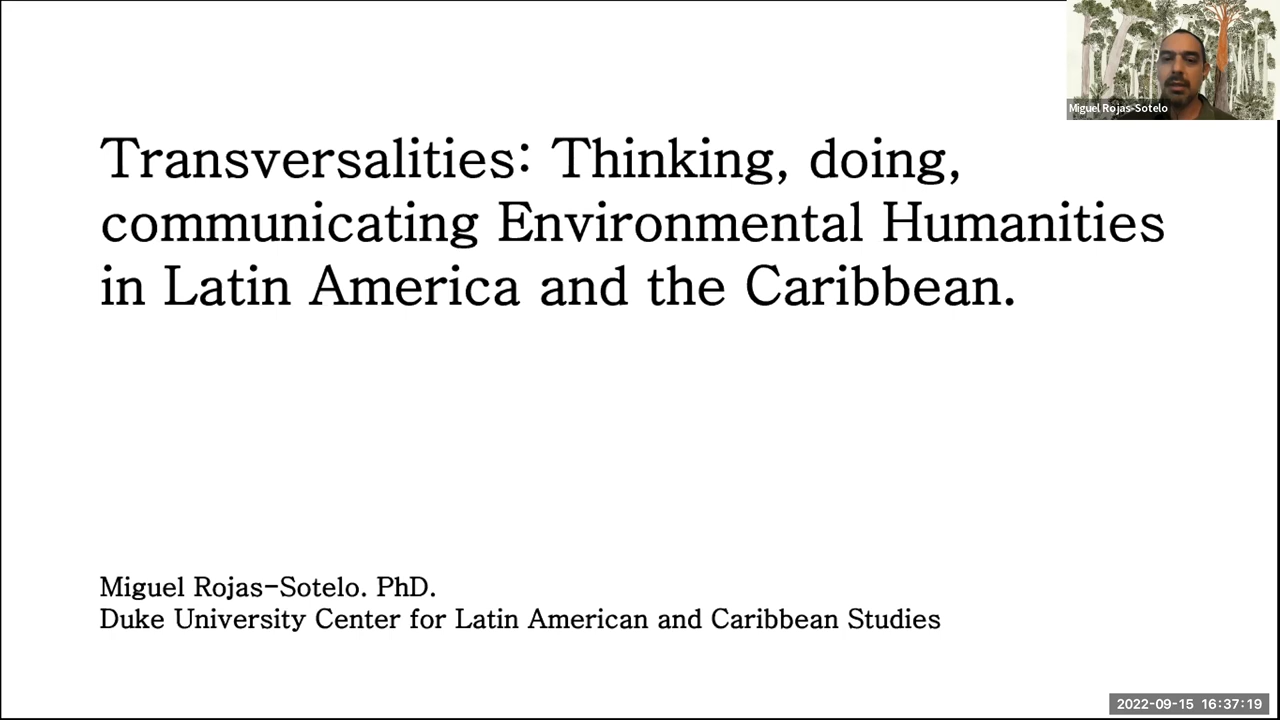 Miguel Rojas-Sotelo
Transversalities: Thinking, doing,
communicating Environmental Humanities
in Latin America and the Caribbean.
Miguel Rojas-Sotelo. PhD.
Duke University Center for Latin American and Caribbean Studies
2022-09-15 16:37:19